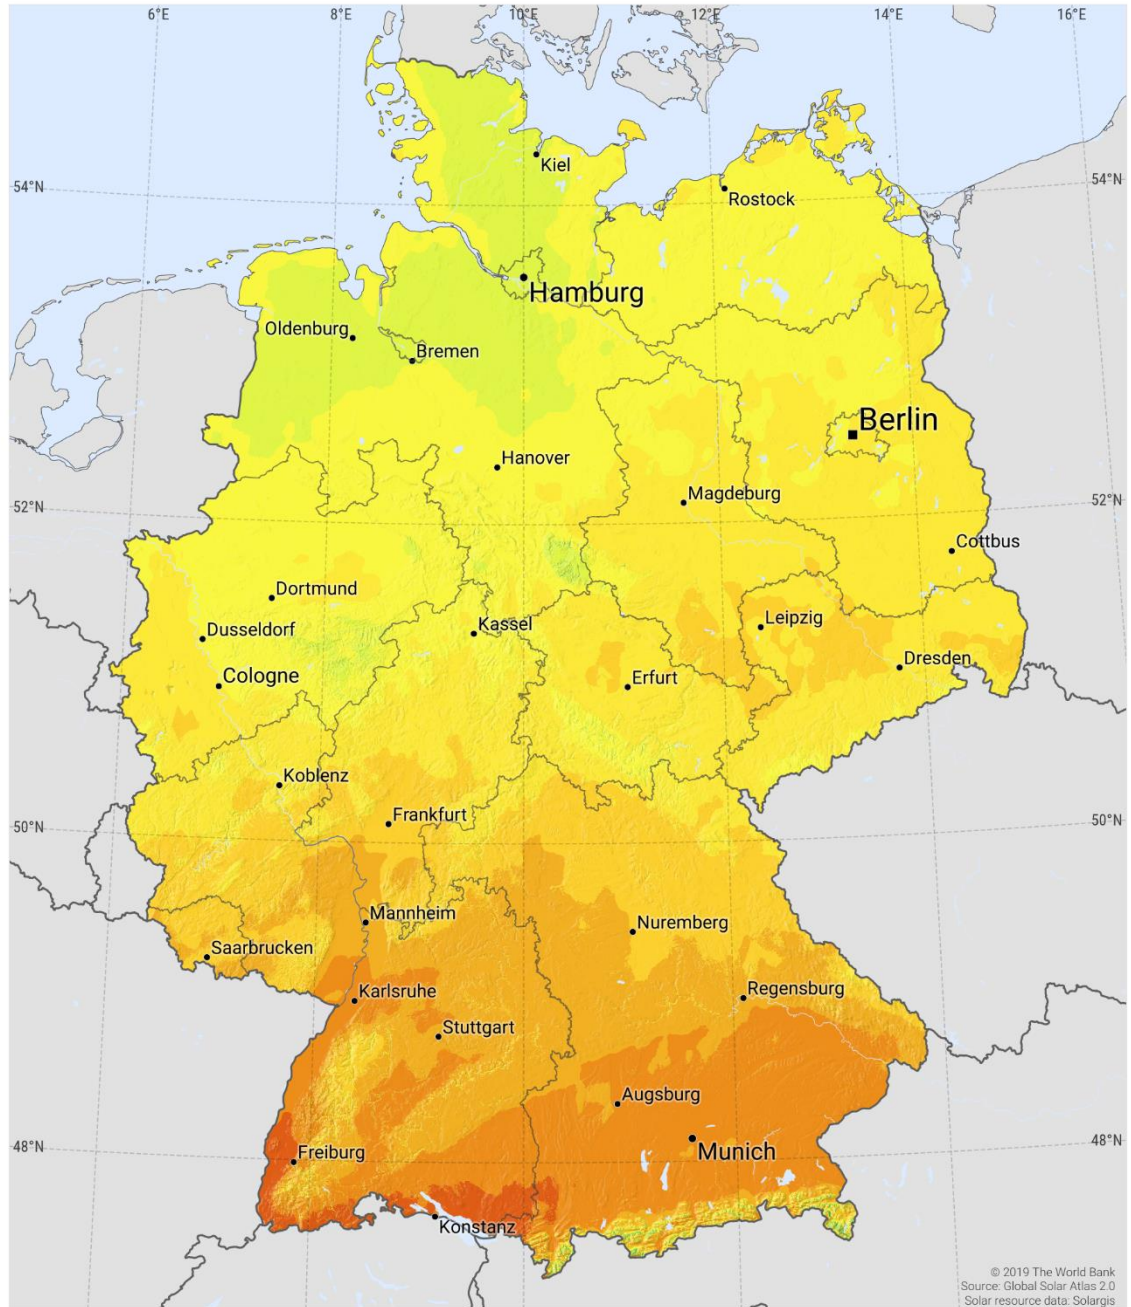 6°E
8°E
10°E
12°E
14°E
16°E
Kiel
54°N
54°N
Rostock
Hamburg
Oldenburg
Bremen
Berlin
Hanover
Magdeburg
52°N
52°N
Cottbus
Dortmund
Leipzig
Dusseldorf
Kassel
Dresden
Cologne
Erfurt
Koblenz
Frankfurt
50°N
50°N
Mannheim
Nuremberg
Saarbrucken
Karlsruhe
Regensburg
Stuttgart
Augsburg
48°N
48°N
Freiburg
Munich
Konstanz
© 2019 The World Bank
Source: Global Solar Atlas 2.0
Solar resource data: Solargis